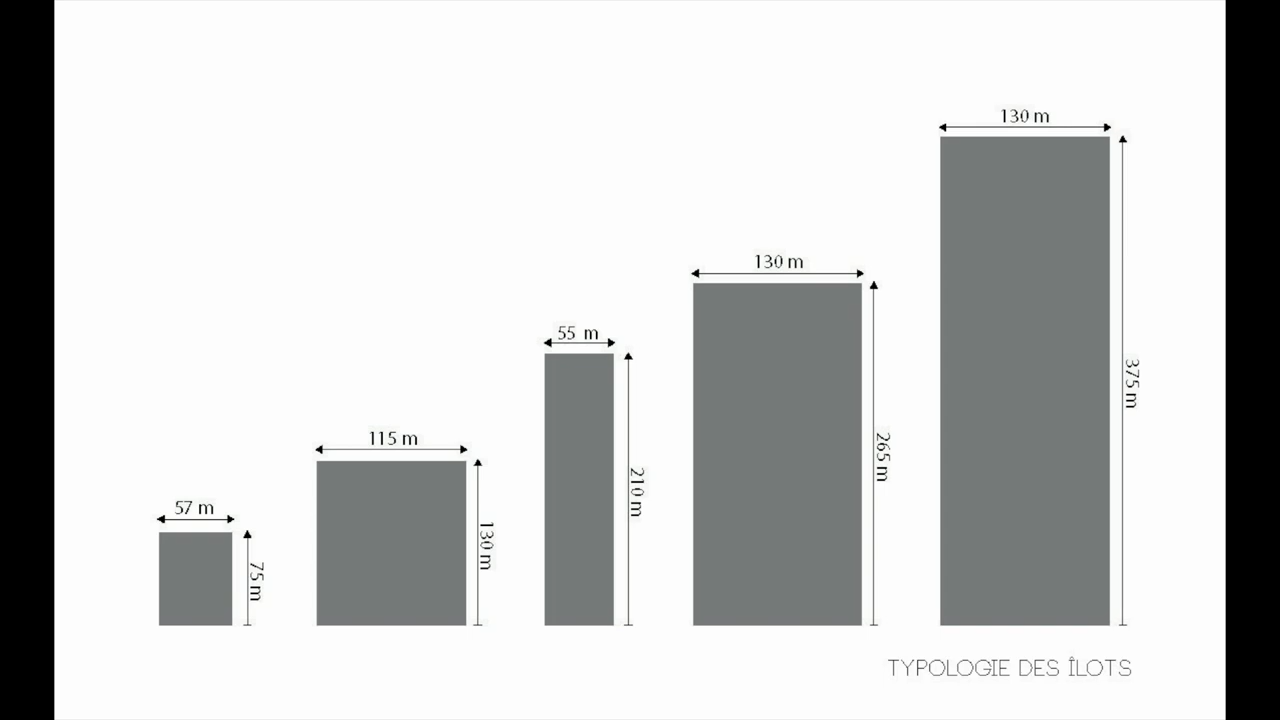 57 m
75 m
115 m
130 m
55 m
210 m
130 m
265 m
130 m
375 m
TYPOLOGIE DES ÎLOTS